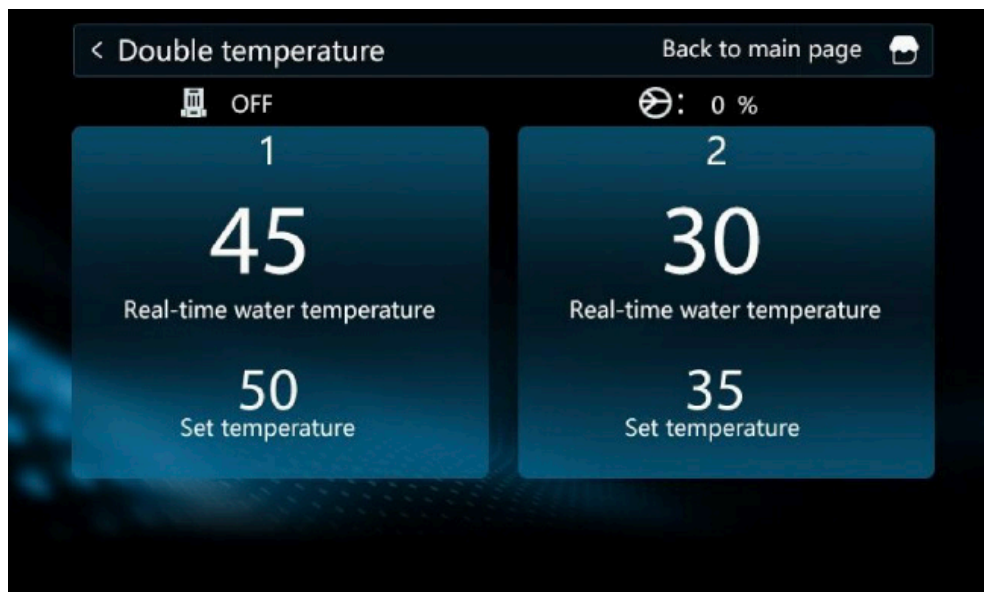 < Double temperature Back to main page
OFF : 0 %
1 2
45 30
Real-time water temperature Real-time water temperature
50 35
Set temperature Set temperature